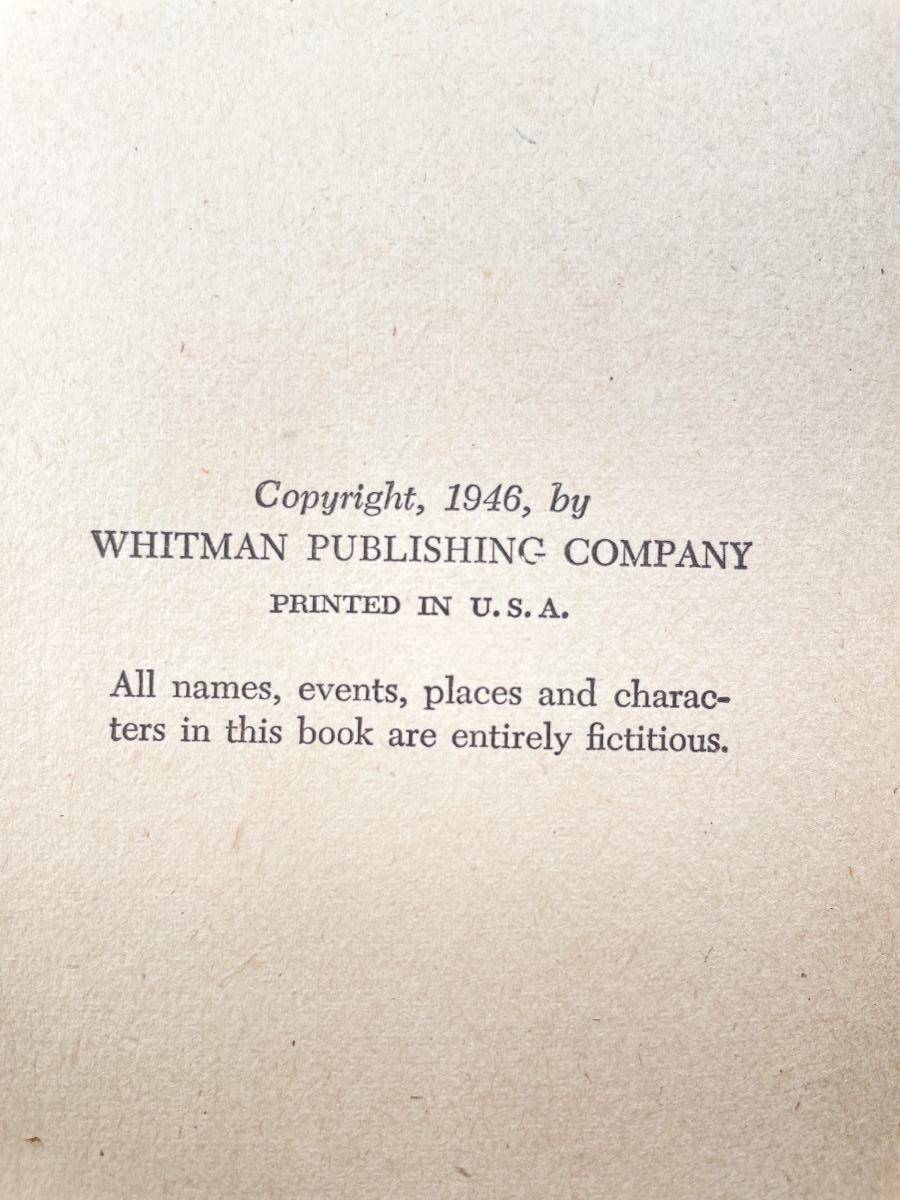 Copyright, 1946, by
WHITMAN PUBLISHING COMPANY
PRINTED IN U. S. A.
All names, events, places and charac-
ters in this book are entirely fictitious.